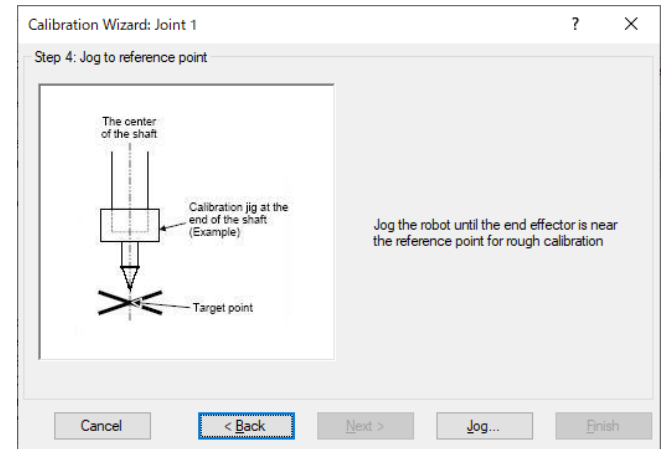 Calibration Wizard: Joint 1
?
Step 4: Jog to reference point
The center
of the shaft
Calibration jig at the
end of the shaft
(Example)
Target point
Jog the robot until the end effector is near
the reference point for rough calibration
Cancel
< Back
Next >
Jog...
Finish